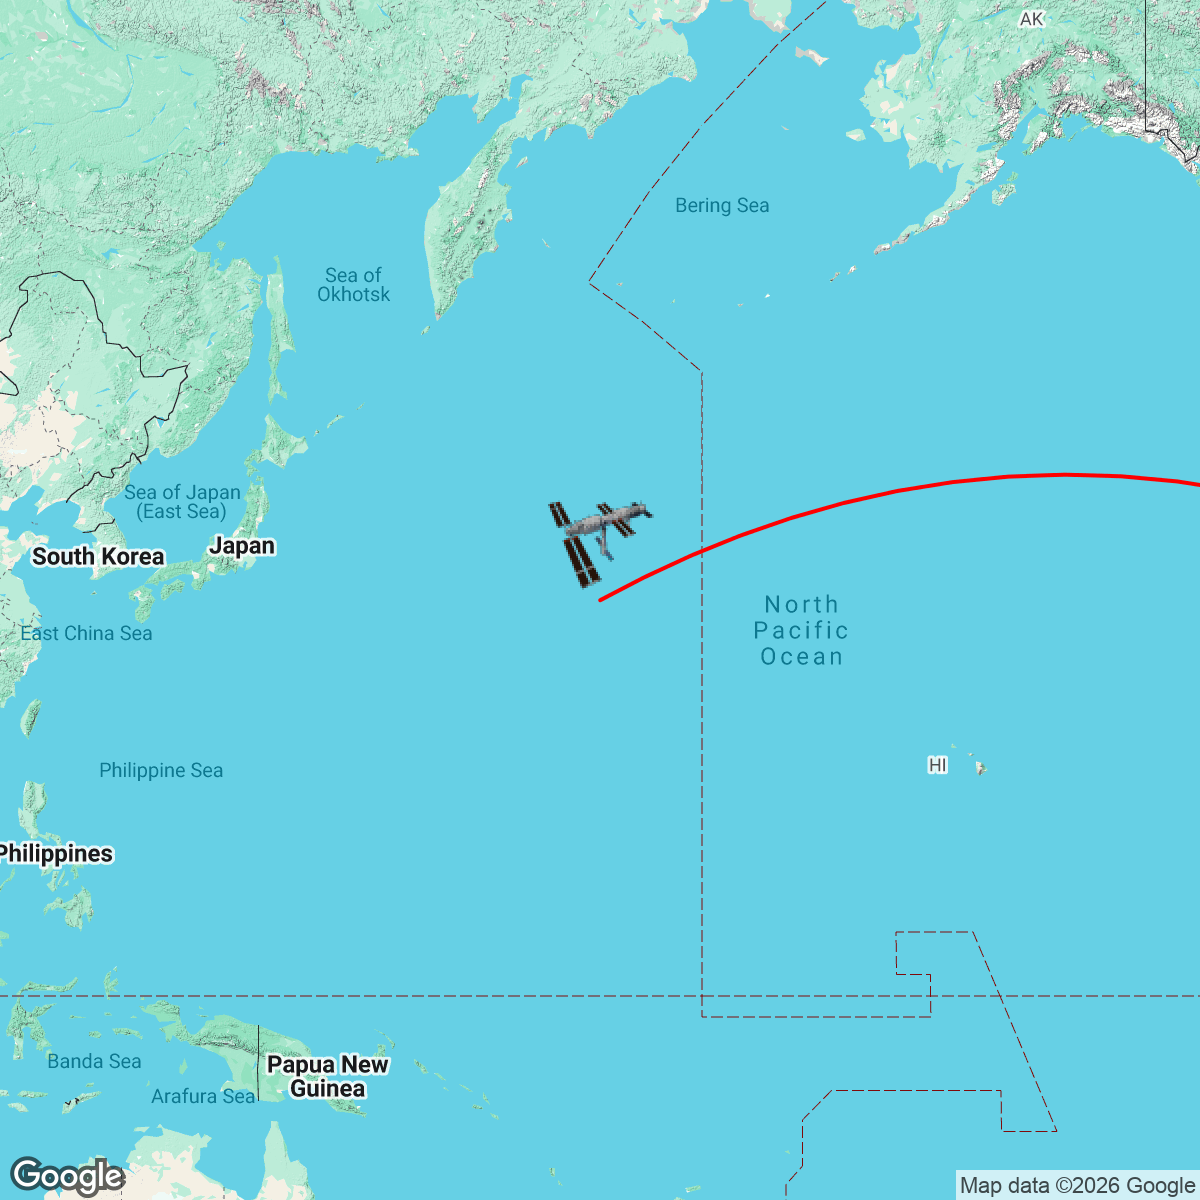 AK
Bering Sea
Sea of
Okhotsk
Sea of Japan
(East Sea)
South Korea
Japan
North
Pacific
Ocean
East China Sea
Philippine Sea
HI
Philippines
Banda Sea
Papua New
Guinea
Arafura Sea
Google
Map data ©2026 Google